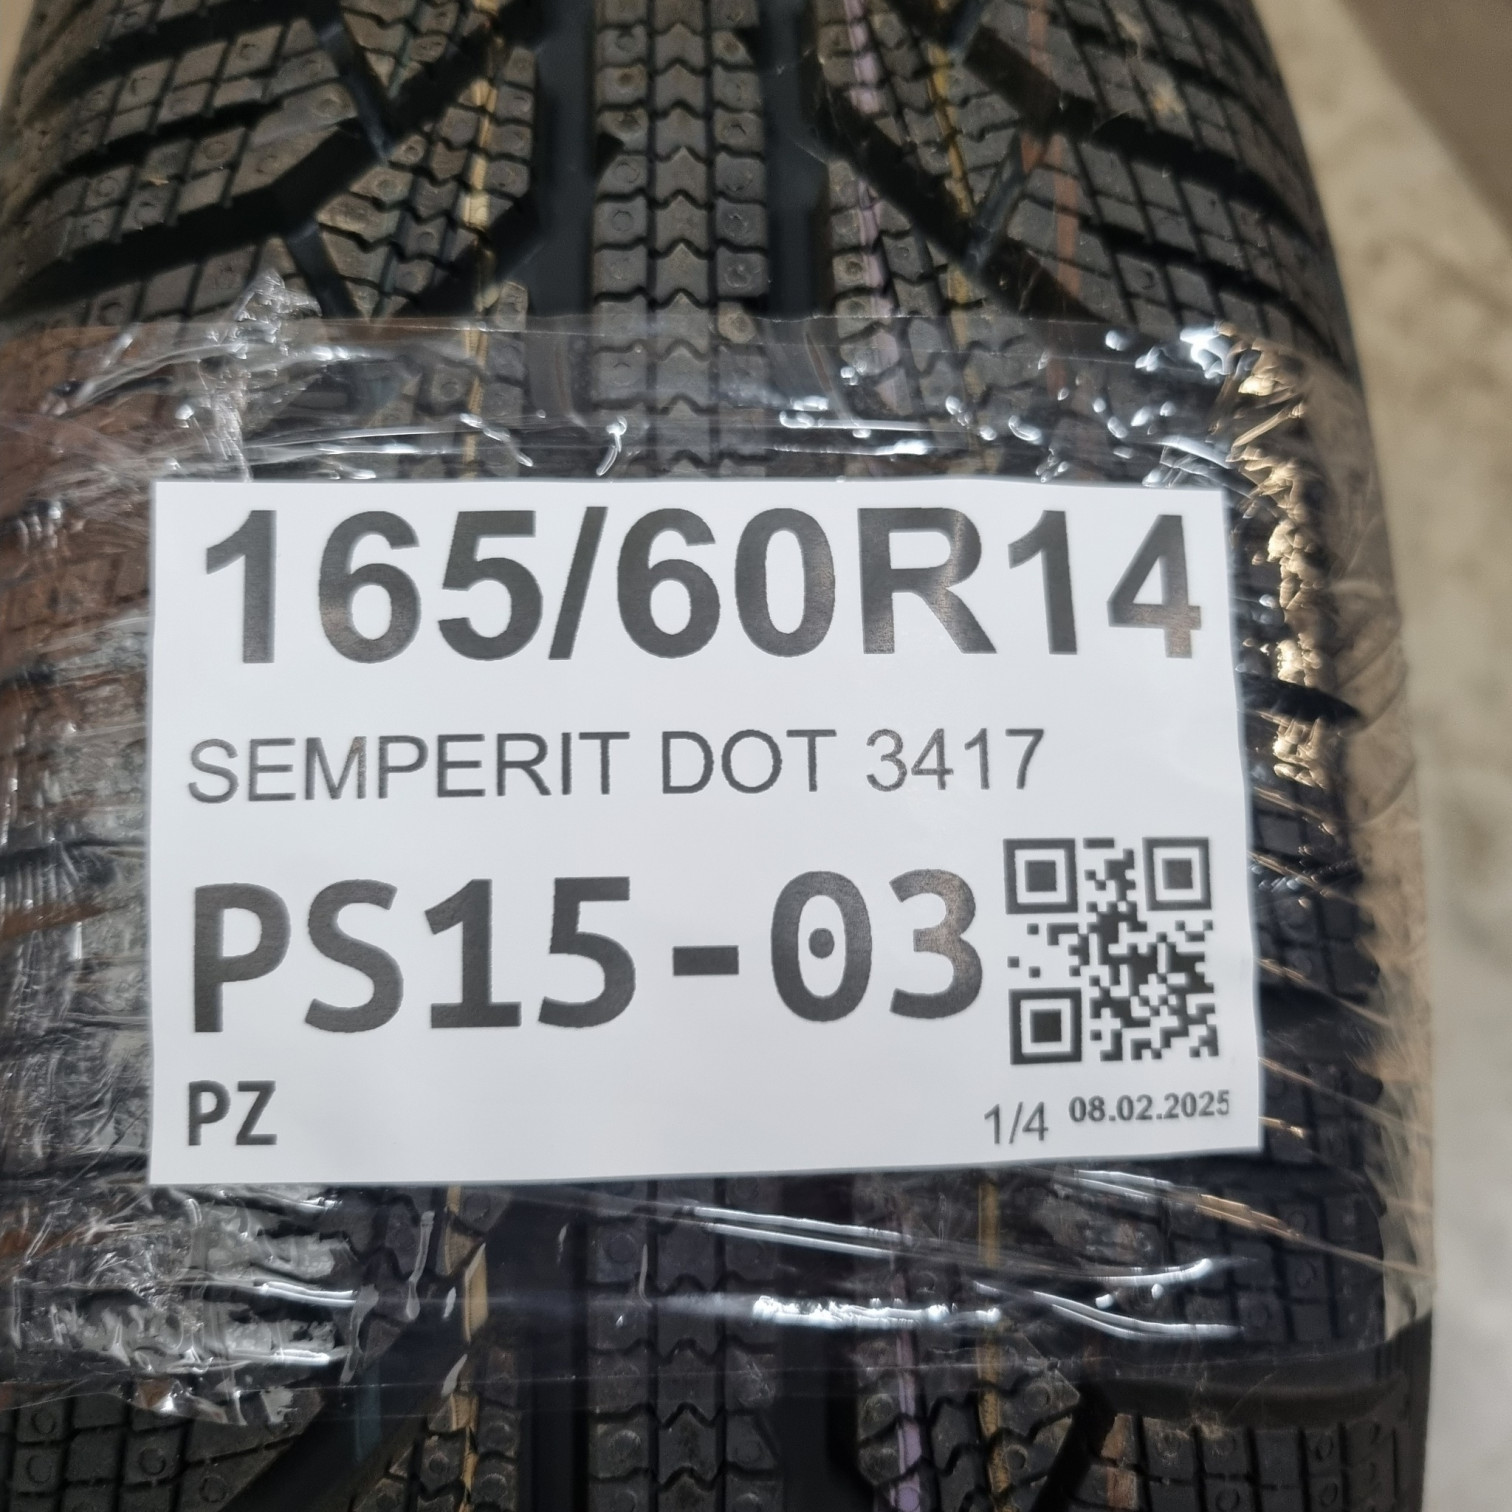 165/60R14
SEMPERIT DOT 3417
PS15-03
PZ
1/4 08.02.2025